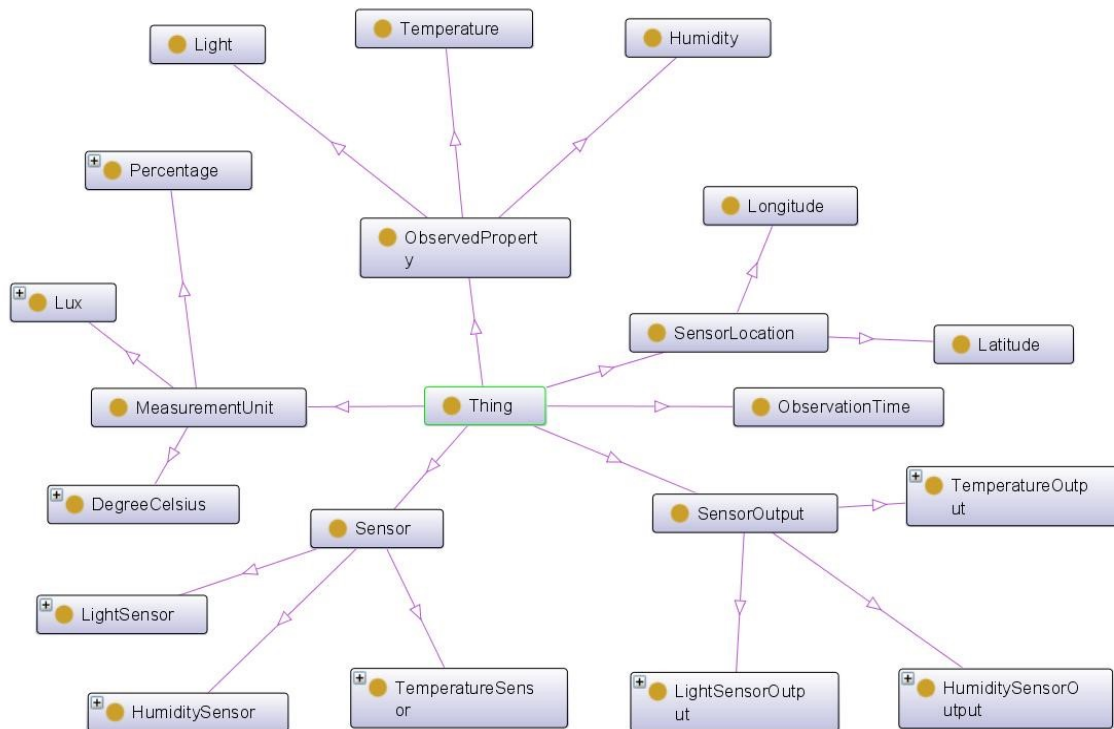 Light
Temperature
Humidity
Percentage
Longitude
ObservedPropert
y
Lux
SensorLocation
Latitude
MeasurementUnit
Thing
ObservationTime
DegreeCelsius
Sensor
SensorOutput
TemperatureOutp
ut
LightSensor
HumiditySensor
TemperatureSens
or
LightSensorOutp
ut
HumiditySensorO
utput